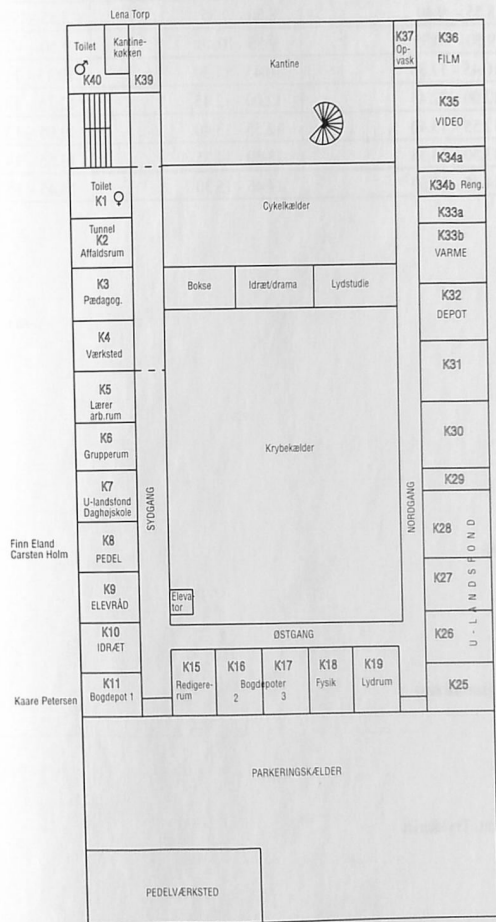 Lena Torp
Toilet
♂
K40
Kantine-
køkken
K39
Kantine
K37
Op-
vask
K36
FILM
K35
VIDEO
K34a
K34b Reng.
K33a
K33b
VARME
K32
DEPOT
K31
K30
K29
K28
K27
K26
K25
U-LANDSFOND
Toilet
K1 ♀
Tunnel
K2
Affaldsrum
K3
Pædagog.
K4
Værksted
K5
Lærer
arb.rum
K6
Grupperum
K7
U-landsfond
Daghøjskole
K8
PEDEL
K9
ELEVRÅD
K10
IDRÆT
K11
Bogdepot 1
Finn Eland
Carsten Holm
Kaare Petersen
SYDGANG
Cykelkælder
Bokse
Idræt/drama
Lydstudie
Krybekælder
NORDGANG
Eleva-
tor
ØSTGANG
K15
Redigere-
rum
K16 K17
Bogdepoter
2 3
K18
Fysik
K19
Lydrum
PARKERINGSKÆLDER
PEDELVÆRKSTED